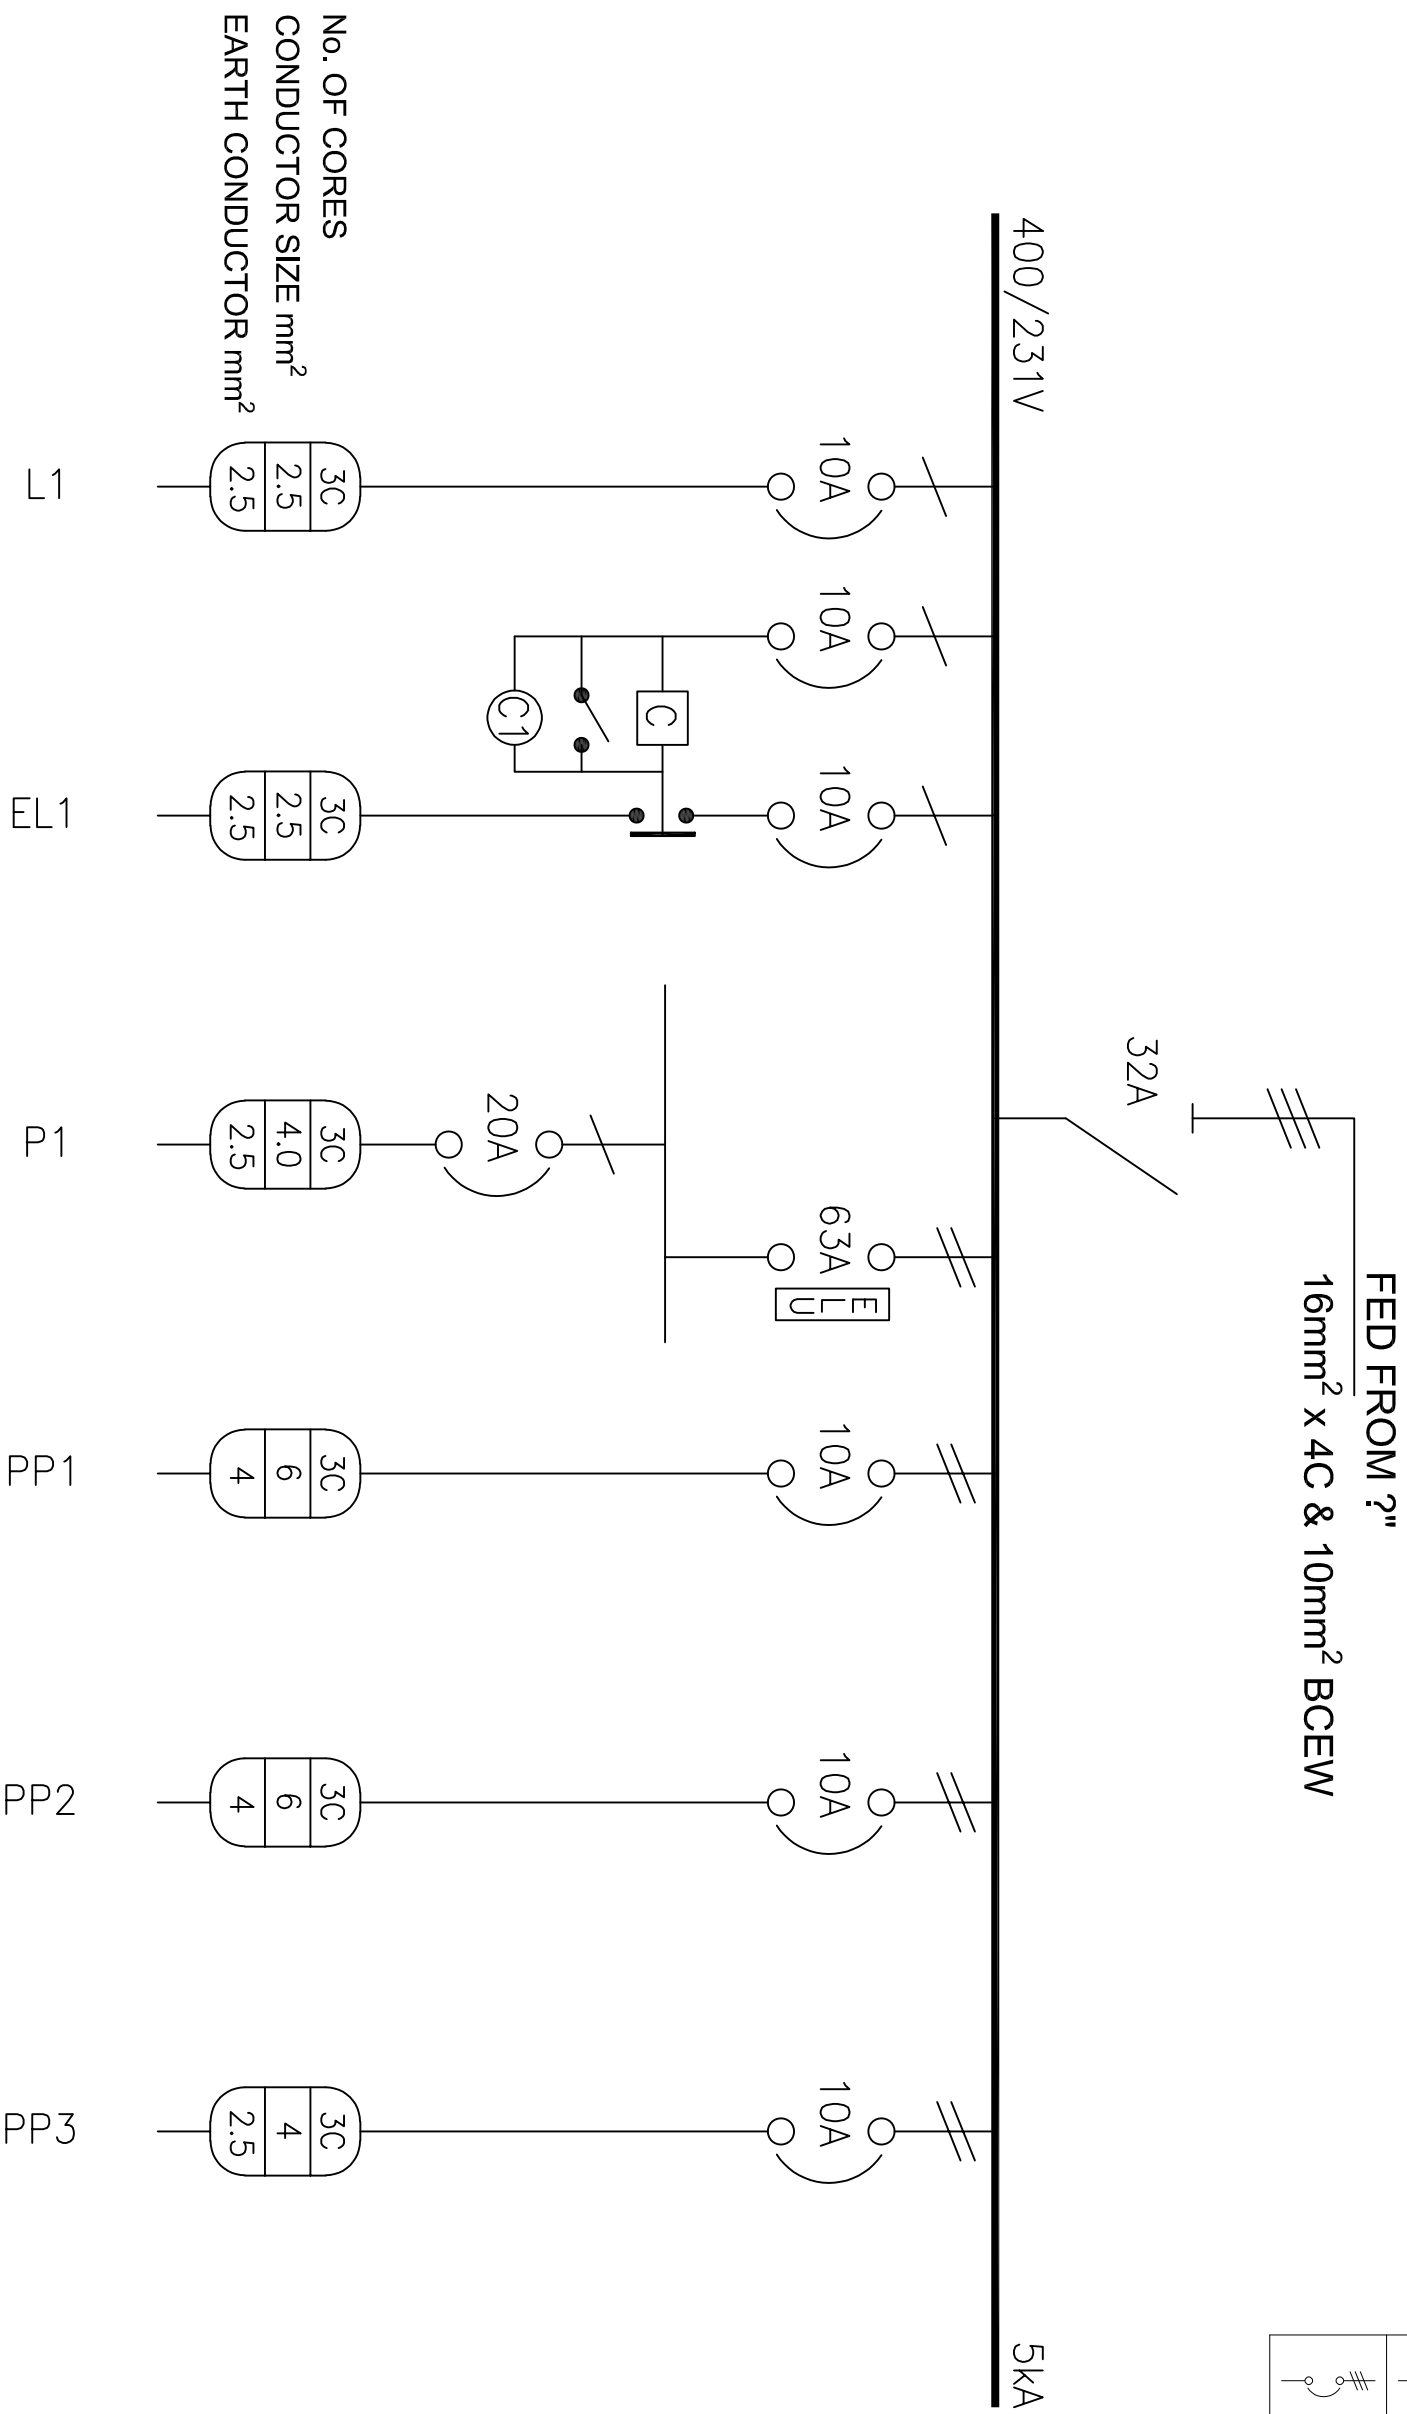 FED FROM ?"
16mm² x 4C & 10mm² BCEW
32A
400/231V
5kA
10A
10A
10A
63A
ELU
10A
10A
10A
C
C1
20A
No. OF CORES
CONDUCTOR SIZE mm²
EARTH CONDUCTOR mm²
3C
2.5
2.5
3C
2.5
2.5
3C
4.0
2.5
3C
6
4
3C
6
4
3C
4
2.5
L1
EL1
P1
PP1
PP2
PP3